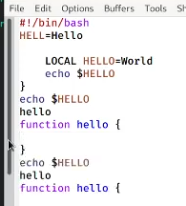 File Edit Options Buffers Tools
#!/bin/bash
HELL=Hello
LOCAL HELLO=World
echo $HELLO
}
echo $HELLO
hello
function hello {
}
echo $HELLO
hello
function hello {